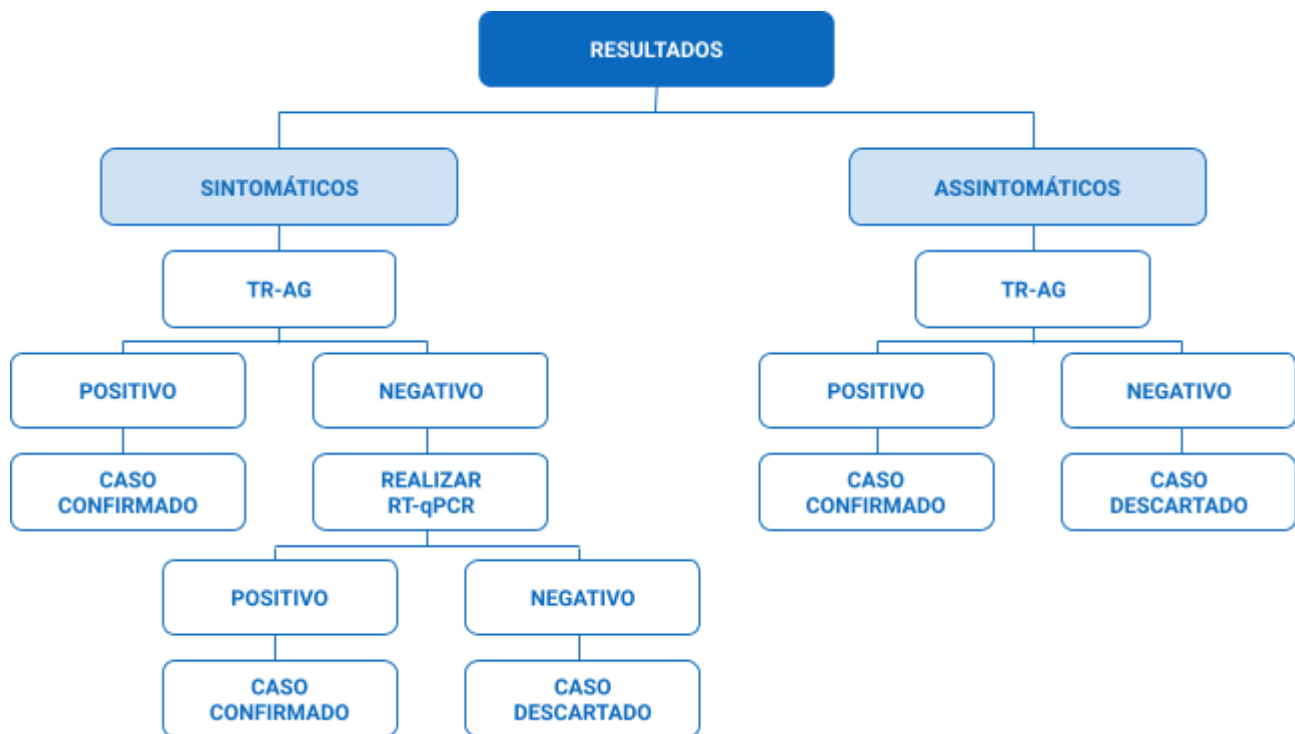 RESULTADOS
SINTOMÁTICOS
ASSINTOMÁTICOS
TR-AG
TR-AG
POSITIVO
NEGATIVO
POSITIVO
NEGATIVO
CASO
CONFIRMADO
REALIZAR
RT-qPCR
CASO
CONFIRMADO
CASO
DESCARTADO
POSITIVO
NEGATIVO
CASO
CONFIRMADO
CASO
DESCARTADO